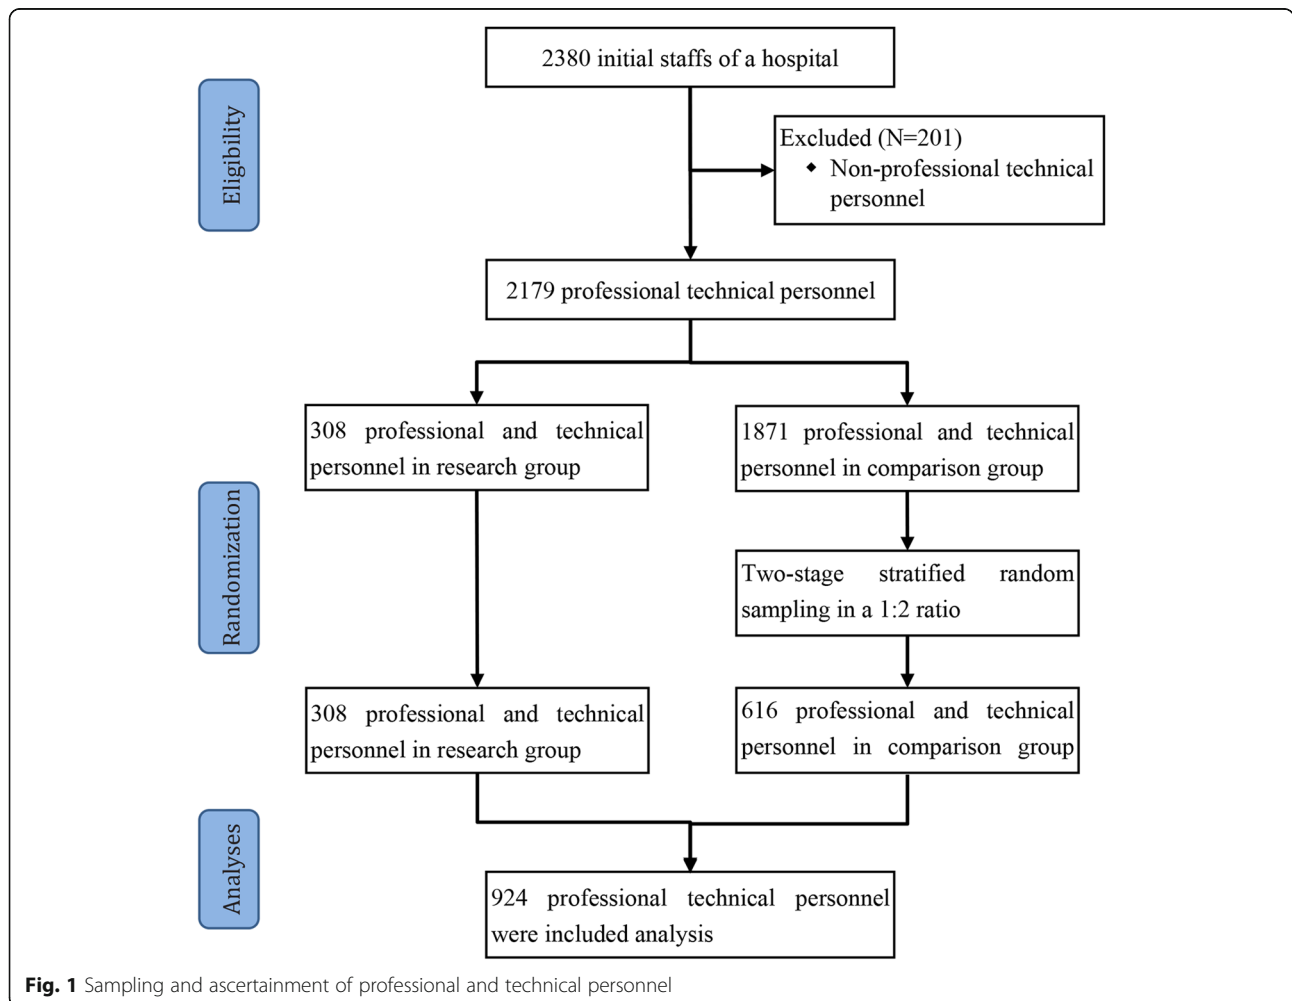 2380 initial staffs of a hospital
Eligibility
Excluded (N=201)
◆ Non-professional technical
personnel
2179 professional technical personnel
308 professional and technical
personnel in research group
1871 professional and technical
personnel in comparison group
Randomization
Two-stage stratified random
sampling in a 1:2 ratio
308 professional and technical
personnel in research group
616 professional and technical
personnel in comparison group
Analyses
924 professional technical personnel
were included analysis
Fig. 1 Sampling and ascertainment of professional and technical personnel